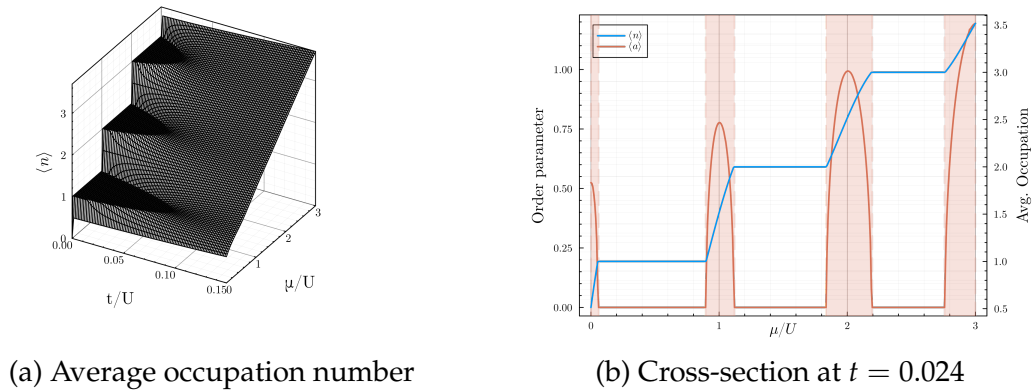 ⟨n⟩
3
2
1
0
0.00
0.05
0.10
0.150
1
2
3
t/U
μ/U
(a) Average occupation number
⟨n⟩
⟨a⟩
Order parameter
1.00
0.75
0.50
0.25
0.00
0
1
2
3
μ/U
3.5
3.0
2.5
2.0
1.5
1.0
0.5
Avg. Occupation
(b) Cross-section at t = 0.024